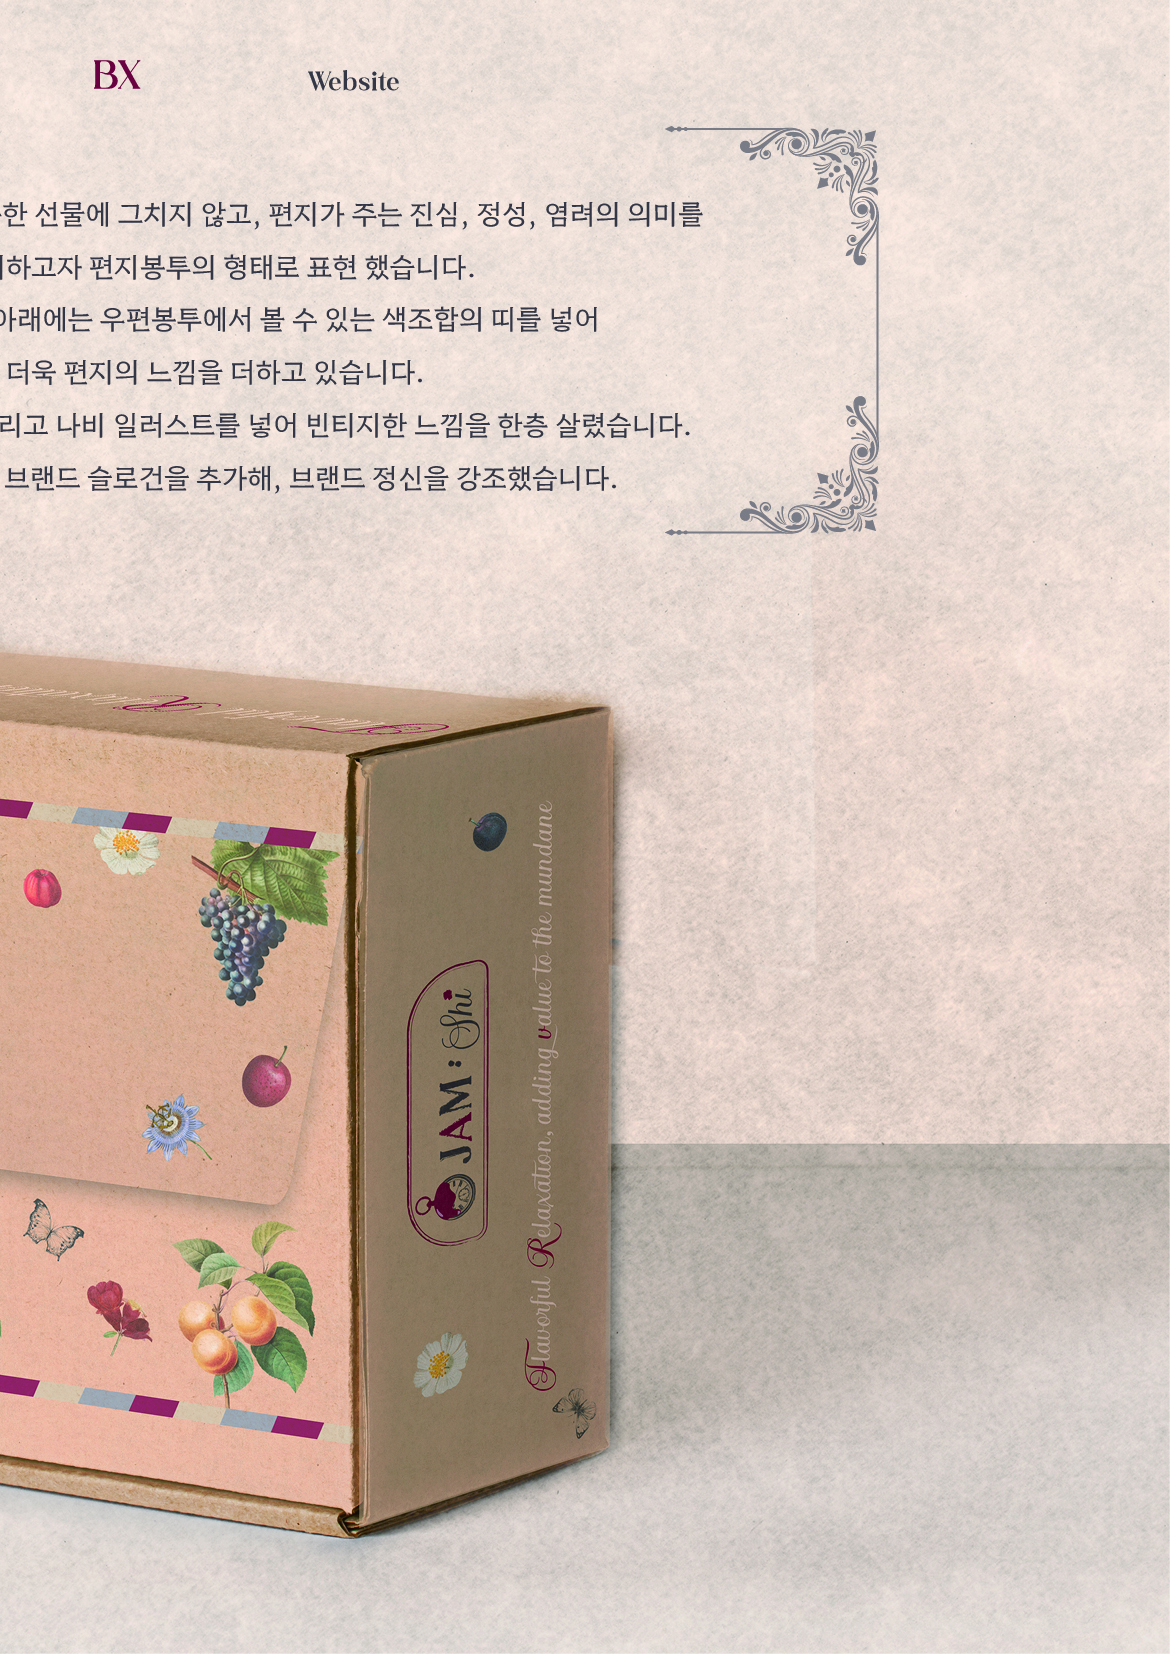 BX
Website
한 선물에 그치지 않고, 편지가 주는 진심, 정성, 염려의 의미를
하고자 편지봉투의 형태로 표현 했습니다.
아래에는 우편봉투에서 볼 수 있는 색조합의 띠를 넣어
더욱 편지의 느낌을 더하고 있습니다.
리고 나비 일러스트를 넣어 빈티지한 느낌을 한층 살렸습니다.
브랜드 슬로건을 추가해, 브랜드 정신을 강조했습니다.
JAM : Shi
Flavorful Relaxation, adding value to the mundane